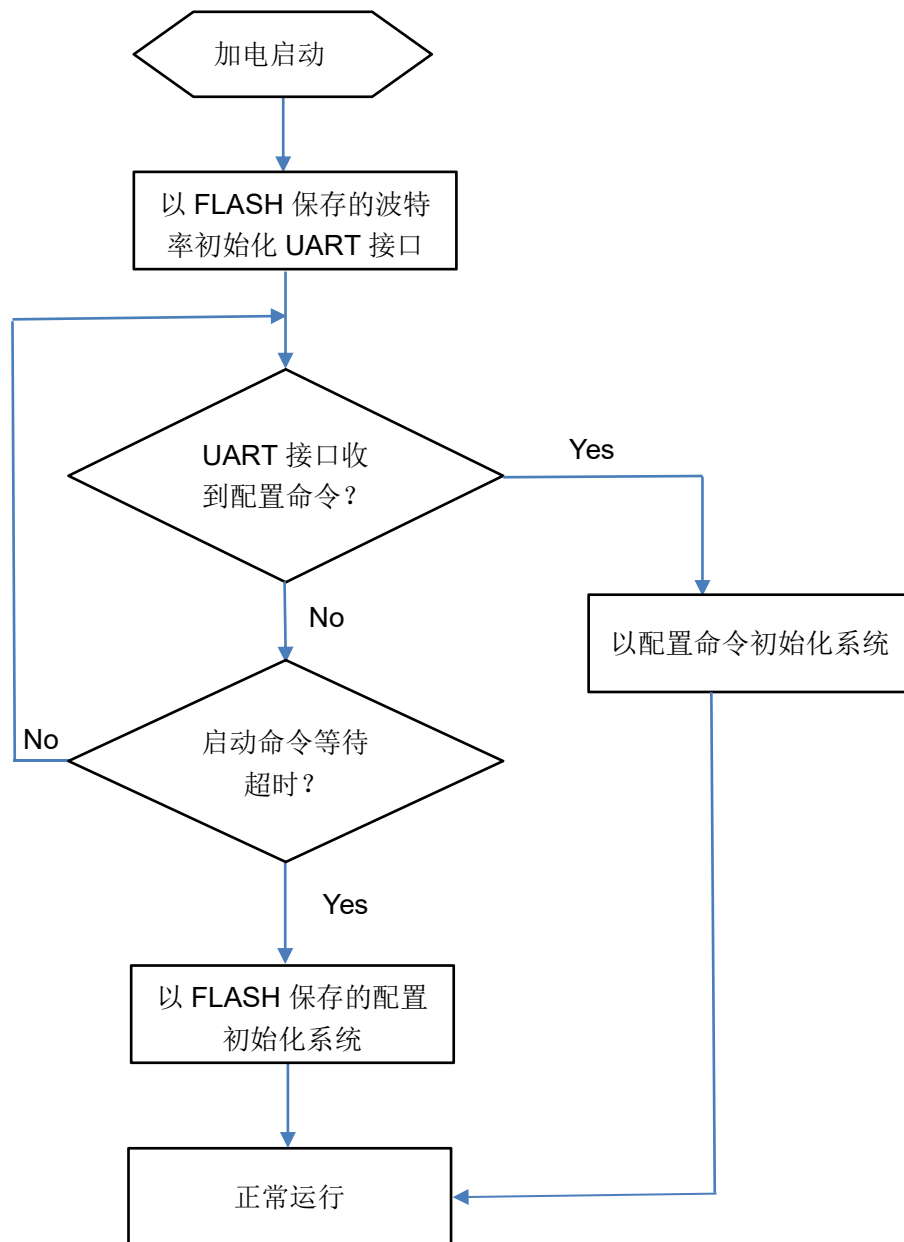 加电启动
以 FLASH 保存的波特
率初始化 UART 接口
UART 接口收
到配置命令？
Yes
No
以配置命令初始化系统
启动命令等待
超时？
No
Yes
以 FLASH 保存的配置
初始化系统
正常运行